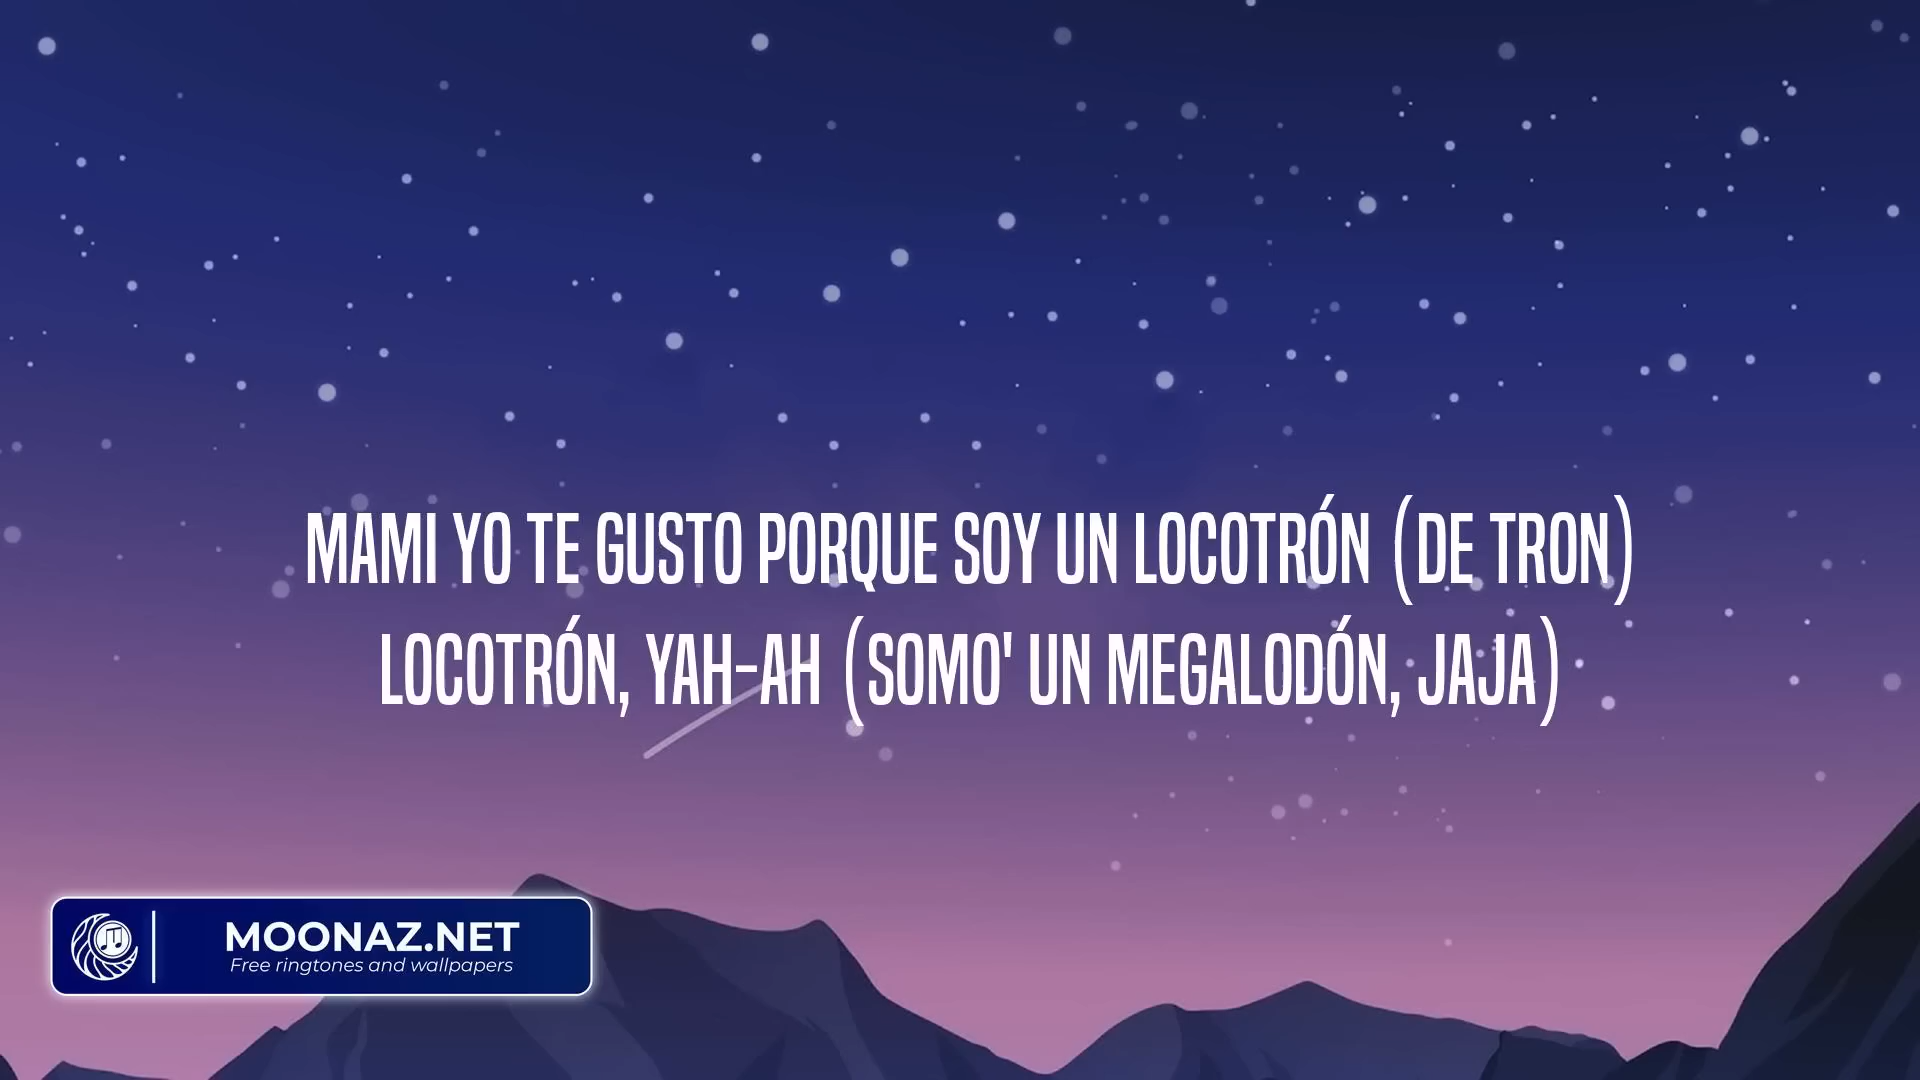 MAMI YO TE GUSTO PORQUE SOY UN LOCOTRÓN (DE TRON)
LOCOTRÓN, YAH-AH (SOMO' UN MEGALODÓN, JAJA)
MOONAZ.NET
Free ringtones and wallpapers